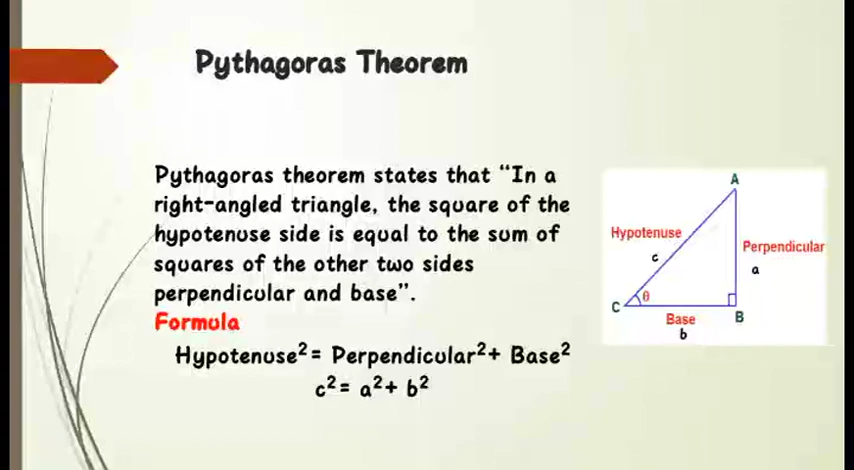 Pythagoras Theorem
Pythagoras theorem states that “In a
right-angled triangle, the square of the
hypotenuse side is equal to the sum of
squares of the other two sides
perpendicular and base”.
Formula
Hypotenuse²= Perpendicular²+ Base²
c²= a²+ b²
A
Hypotenuse
c
Perpendicular
a
θ
C
Base
b
B